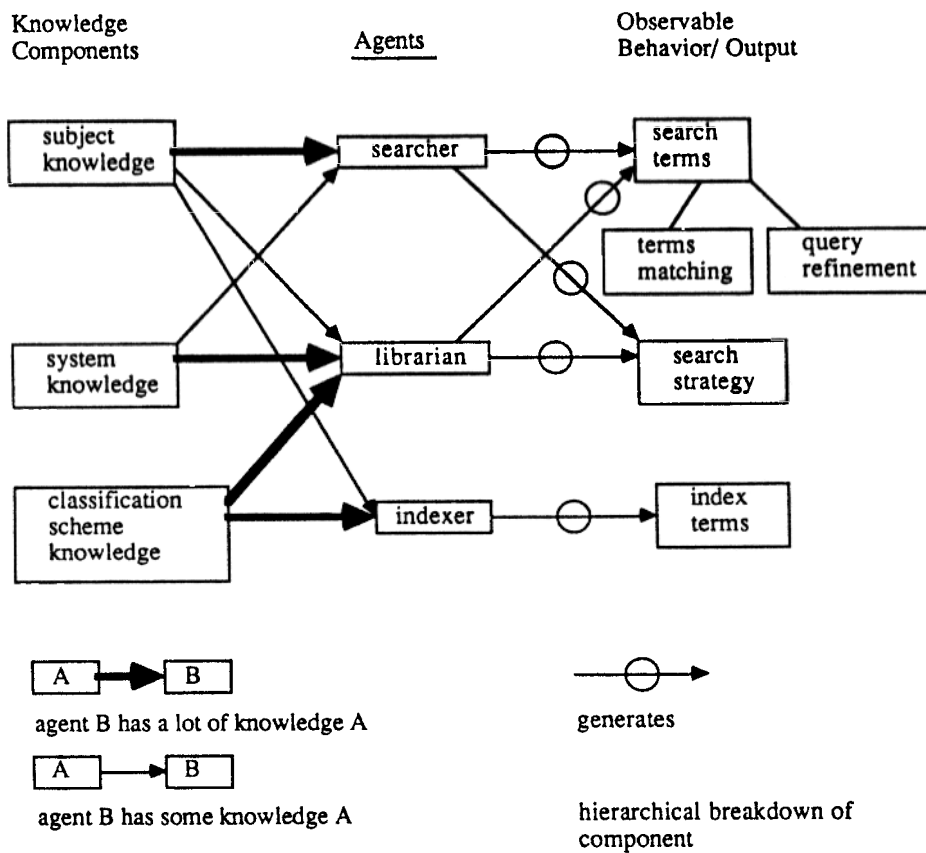 Knowledge
Components
Agents
Observable
Behavior/ Output
subject
knowledge
searcher
search
terms
terms
matching
query
refinement
system
knowledge
librarian
search
strategy
classification
scheme
knowledge
indexer
index
terms
A
B
agent B has a lot of knowledge A
generates
A
B
agent B has some knowledge A
hierarchical breakdown of
component